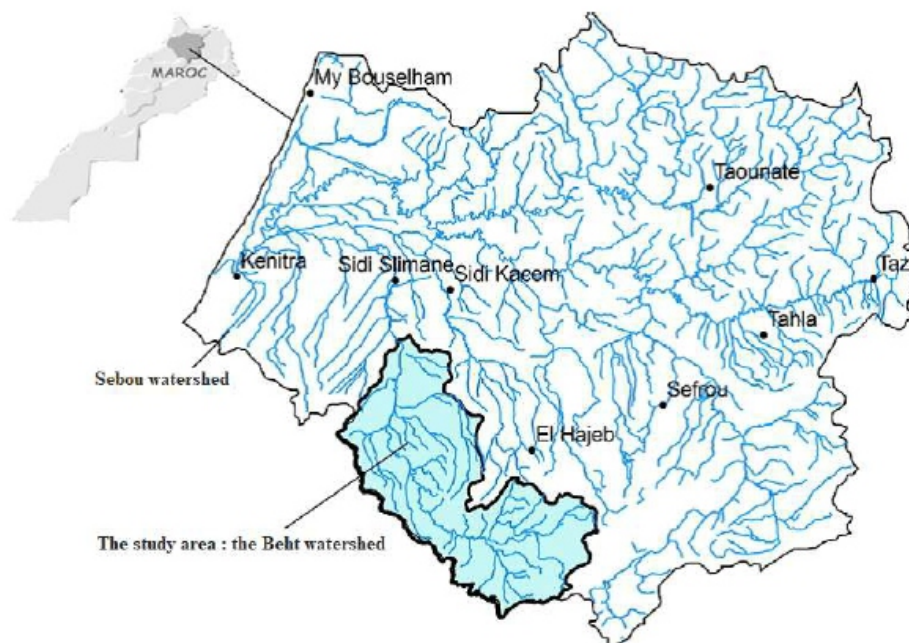 MAROC
My Bouselham
Taounate
Kenitra
Sidi Slimane
Sidi Kacem
Taz
Tahla
Sebou watershed
Sefrou
El Hajeb
The study area : the Beht watershed